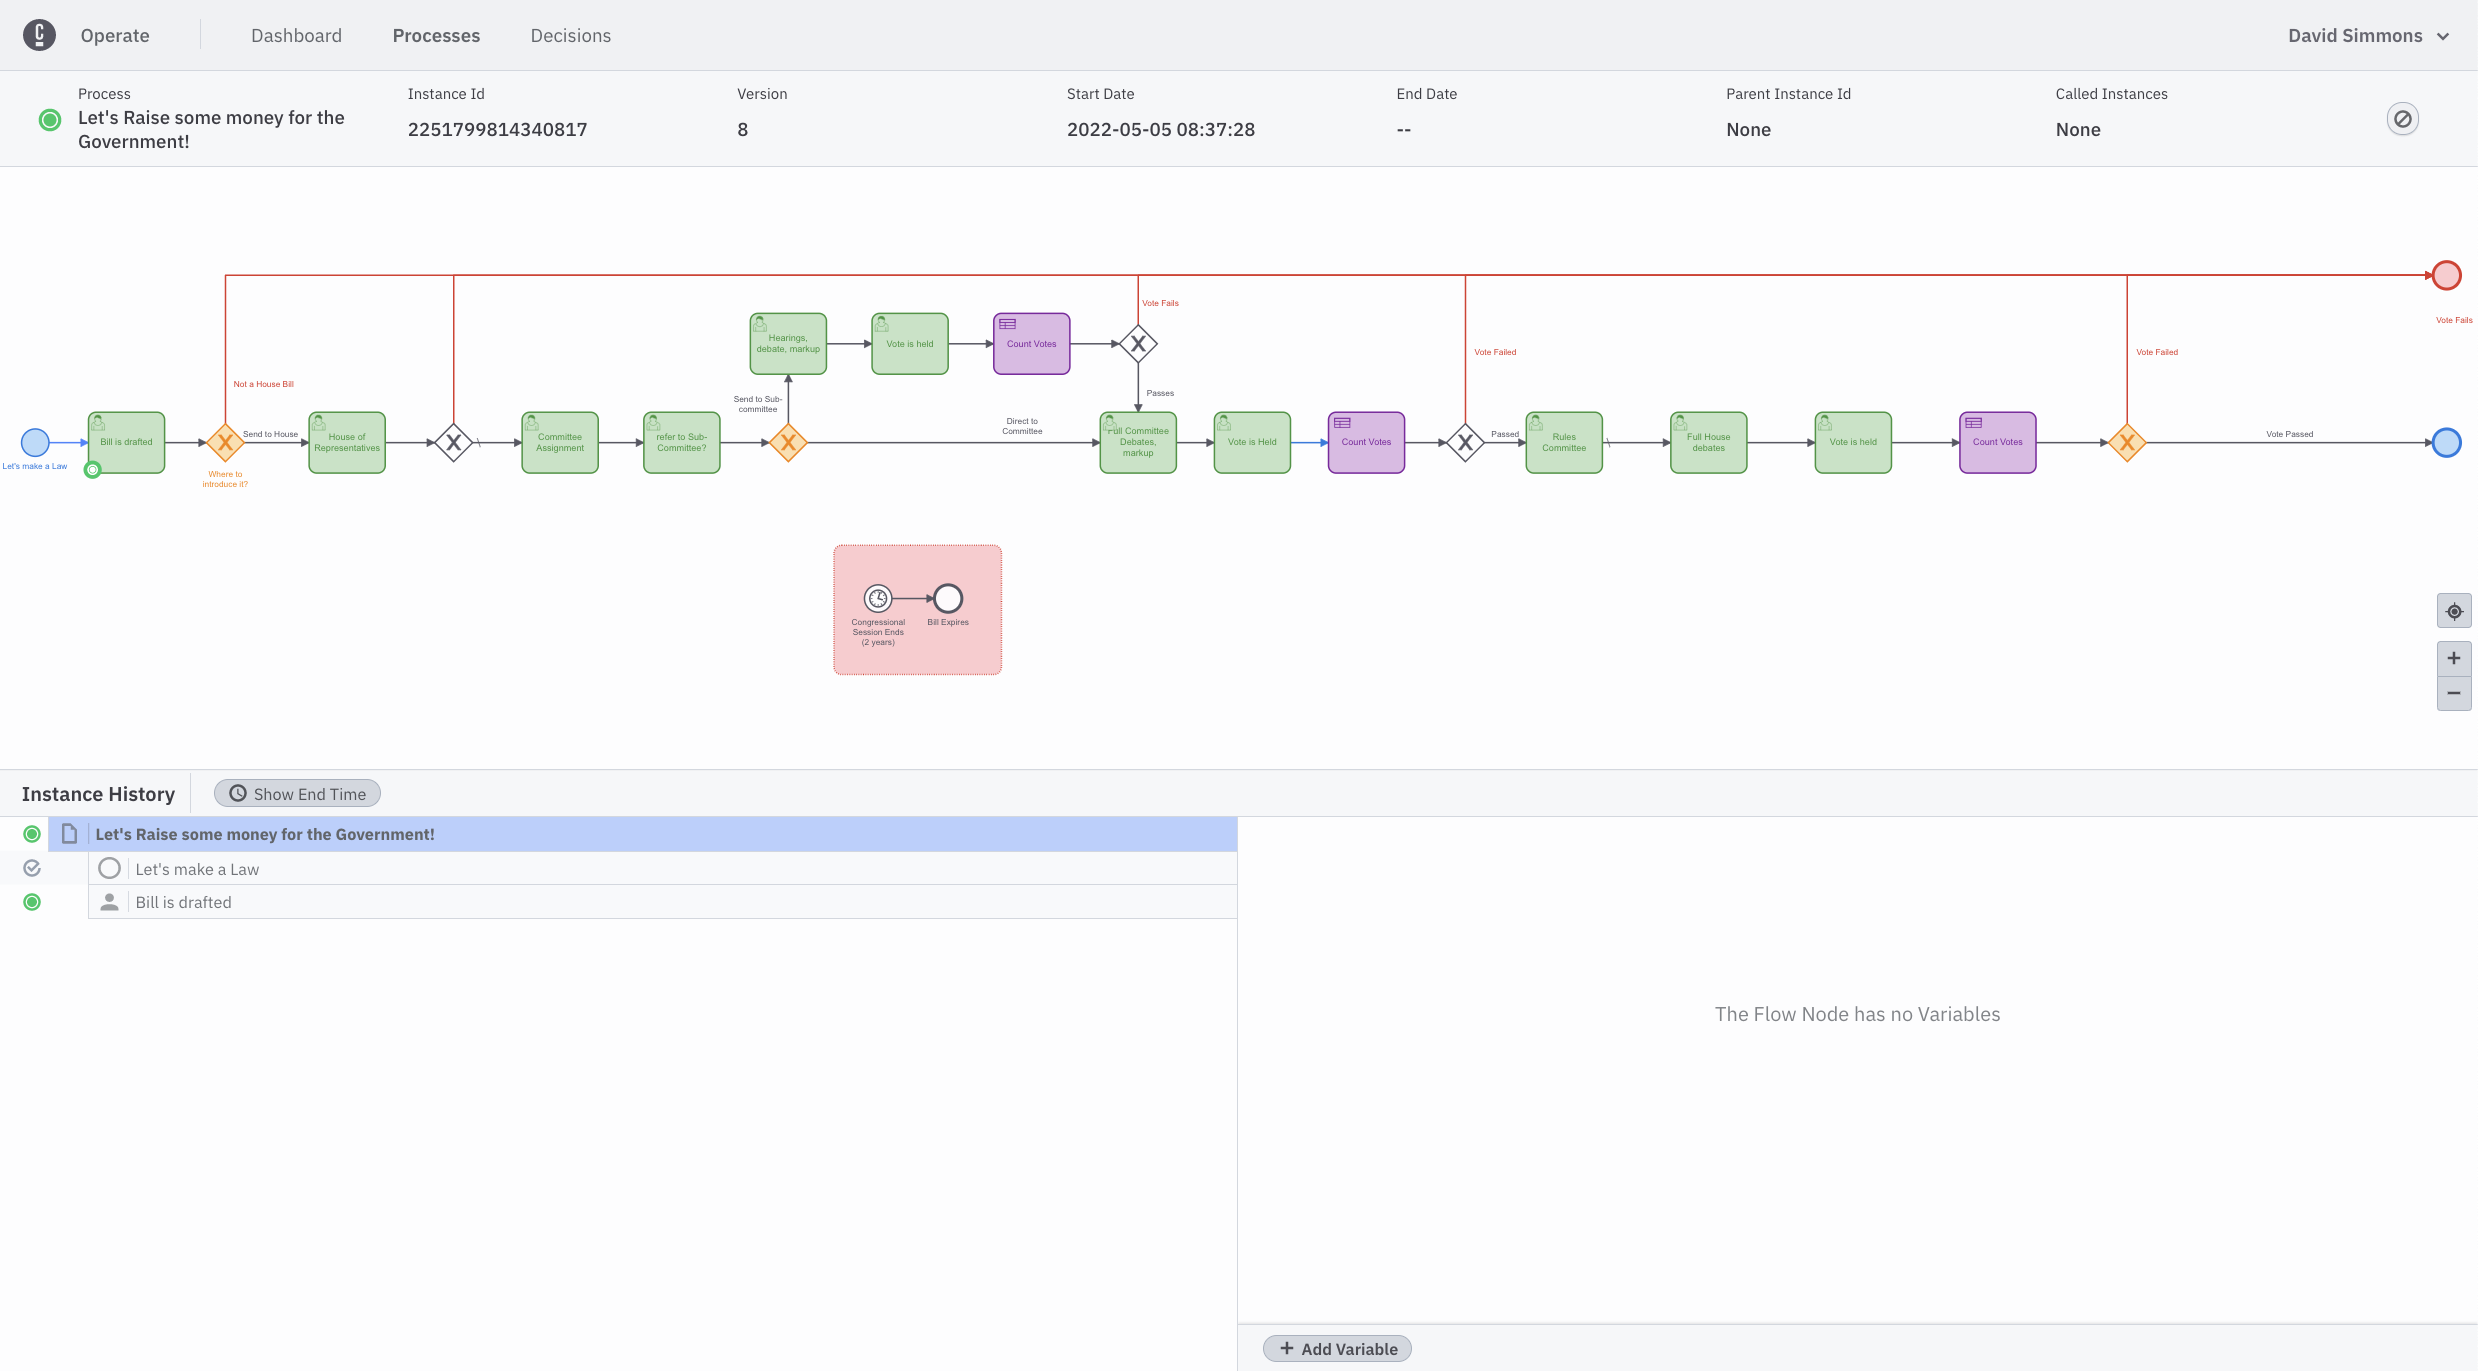 Operate
Dashboard
Processes
Decisions
David Simmons
Process
Let's Raise some money for the
Government!
Instance Id
2251799814340817
Version
8
Start Date
2022-05-05 08:37:28
End Date
--
Parent Instance Id
None
Called Instances
None
Vote Fails
Vote Fails
Hearings,
debate, markup
Vote is held
Count Votes
Vote Failed
Vote Failed
Not a House Bill
Send to Sub-
committee
Passes
Let's make a Law
Bill is drafted
Where to
introduce it?
Send to House
House of
Representatives
Committee
Assignment
refer to Sub-
Committee?
Direct to
Committee
Full Committee
Debates,
markup
Vote is Held
Count Votes
Passed
Rules
Committee
Full House
debates
Vote is held
Count Votes
Vote Passed
Congressional
Session Ends
(2 years)
Bill Expires
Instance History
Show End Time
Let's Raise some money for the Government!
Let's make a Law
Bill is drafted
The Flow Node has no Variables
Add Variable